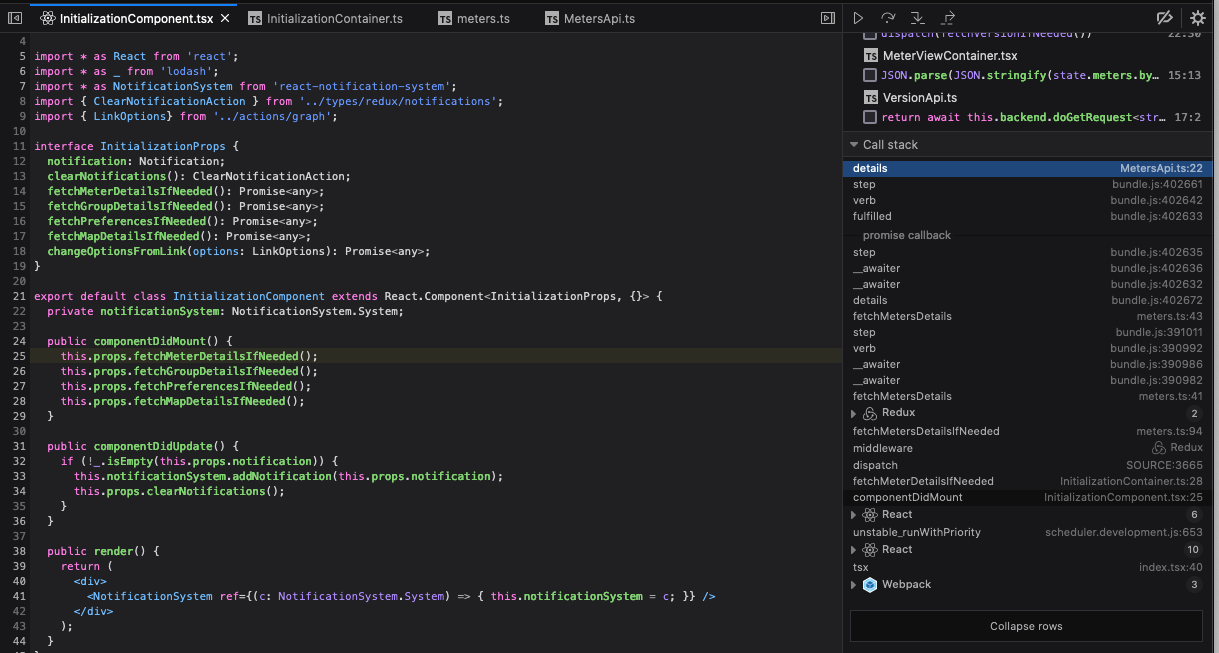 InitializationComponent.tsx
TS InitializationContainer.ts
TS meters.ts
TS MetersApi.ts
4
5 import * as React from 'react';
6 import * as _ from 'lodash';
7 import * as NotificationSystem from 'react-notification-system';
8 import { ClearNotificationAction } from '../types/redux/notifications';
9 import { LinkOptions} from '../actions/graph';
10
11 interface InitializationProps {
12 notification: Notification;
13 clearNotifications(): ClearNotificationAction;
14 fetchMeterDetailsIfNeeded(): Promise<any>;
15 fetchGroupDetailsIfNeeded(): Promise<any>;
16 fetchPreferencesIfNeeded(): Promise<any>;
17 fetchMapDetailsIfNeeded(): Promise<any>;
18 changeOptionsFromLink(options: LinkOptions): Promise<any>;
19 }
20
21 export default class InitializationComponent extends React.Component<InitializationProps, {}> {
22 private notificationSystem: NotificationSystem.System;
23
24 public componentDidMount() {
25 this.props.fetchMeterDetailsIfNeeded();
26 this.props.fetchGroupDetailsIfNeeded();
27 this.props.fetchPreferencesIfNeeded();
28 this.props.fetchMapDetailsIfNeeded();
29 }
30
31 public componentDidUpdate() {
32 if (!_.isEmpty(this.props.notification)) {
33 this.notificationSystem.addNotification(this.props.notification);
34 this.props.clearNotifications();
35 }
36 }
37
38 public render() {
39 return (
40 <div>
41 <NotificationSystem ref={(c: NotificationSystem.System) => { this.notificationSystem = c; }} />
42 </div>
43 );
44 }
dispatch(fetchVersionIfNeeded()) 22:30
TS MeterViewContainer.tsx
JSON.parse(JSON.stringify(state.meters.by… 15:13
TS VersionApi.ts
return await this.backend.doGetRequest<str… 17:2
Call stack
details MetersApi.ts:22
step bundle.js:402661
verb bundle.js:402642
fulfilled bundle.js:402633
promise callback
step bundle.js:402635
__awaiter bundle.js:402636
__awaiter bundle.js:402632
details bundle.js:402672
fetchMetersDetails meters.ts:43
step bundle.js:391011
verb bundle.js:390992
__awaiter bundle.js:390986
__awaiter bundle.js:390982
fetchMetersDetails meters.ts:41
Redux 2
fetchMetersDetailsIfNeeded meters.ts:94
middleware Redux
dispatch SOURCE:3665
fetchMeterDetailsIfNeeded InitializationContainer.ts:28
componentDidMount InitializationComponent.tsx:25
React 6
unstable_runWithPriority scheduler.development.js:653
React 10
tsx index.tsx:40
Webpack 3
Collapse rows